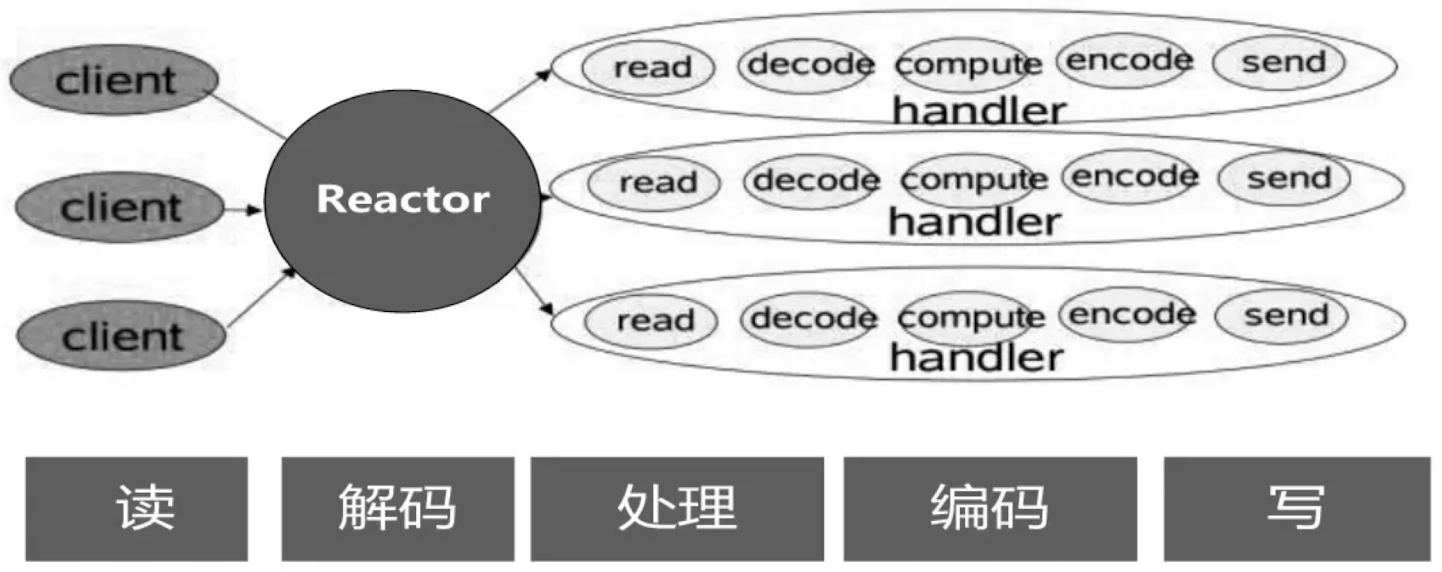 client
client
client
Reactor
read decode compute encode send
handler
read decode compute encode send
handler
read decode compute encode send
handler
读 解码 处理 编码 写